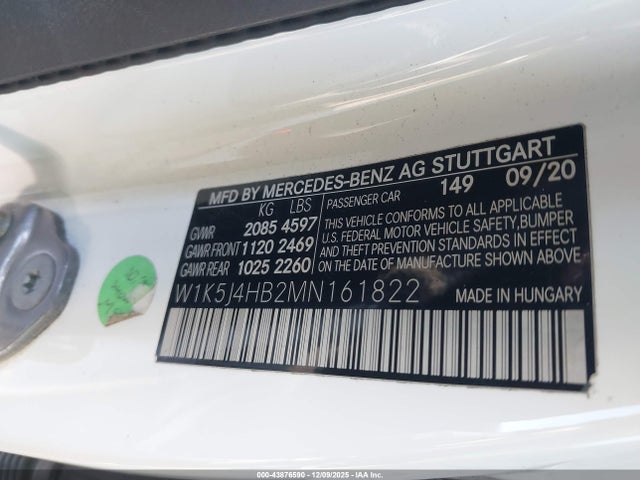 MFD BY MERCEDES-BENZ AG STUTTGART
KG LBS PASSENGER CAR 149 09/20
GVWR 2085 4597
GAWR FRONT 1120 2469
GAWR REAR 1025 2260
THIS VEHICLE CONFORMS TO ALL APPLICABLE
U.S. FEDERAL MOTOR VEHICLE SAFETY, BUMPER
AND THEFT PREVENTION STANDARDS IN EFFECT
ON THE DATE OF MANUFACTURE SHOWN ABOVE.
W1K5J4HB2MN161822 MADE IN HUNGARY
000-43876590 - 12/09/2025 - IAA Inc.